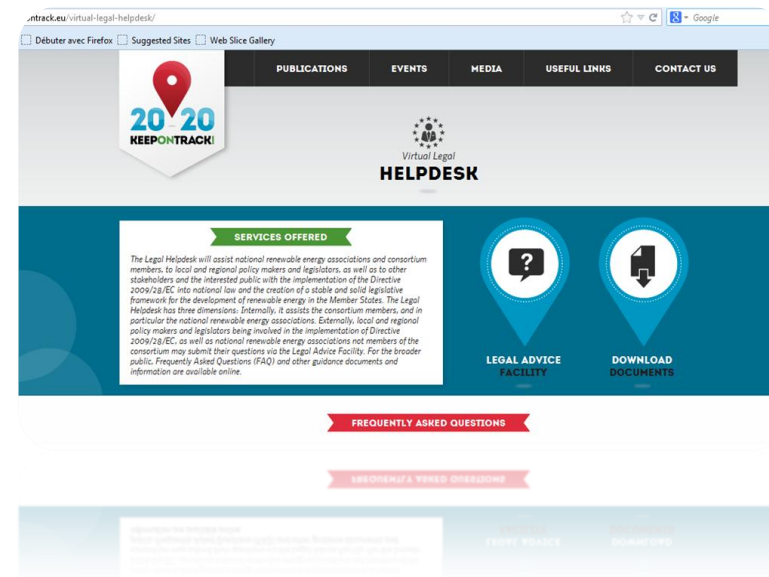 ontrack.eu/virtual-legal-helpdesk/
Google
Débuter avec Firefox Suggested Sites Web Slice Gallery
PUBLICATIONS EVENTS MEDIA USEFUL LINKS CONTACT US
20-20
KEEPONTRACK!
Virtual Legal
HELPDESK
SERVICES OFFERED
The Legal Helpdesk will assist national renewable energy associations and consortium
members, to local and regional policy makers and legislators, as well as to other
stakeholders and the interested public with the implementation of the Directive
2009/28/EC into national law and the creation of a stable and solid legislative
framework for the development of renewable energy in the Member States. The Legal
Helpdesk has three dimensions: Internally, it assists the consortium members, and in
particular the national renewable energy associations. Externally, local and regional
policy makers and legislators being involved in the implementation of Directive
2009/28/EC, as well as national renewable energy associations not members of the
consortium may submit their questions via the Legal Advice Facility. For the broader
public, Frequently Asked Questions (FAQ) and other guidance documents and
information are available online.
?
LEGAL ADVICE
FACILITY
DOWNLOAD
DOCUMENTS
FREQUENTLY ASKED QUESTIONS